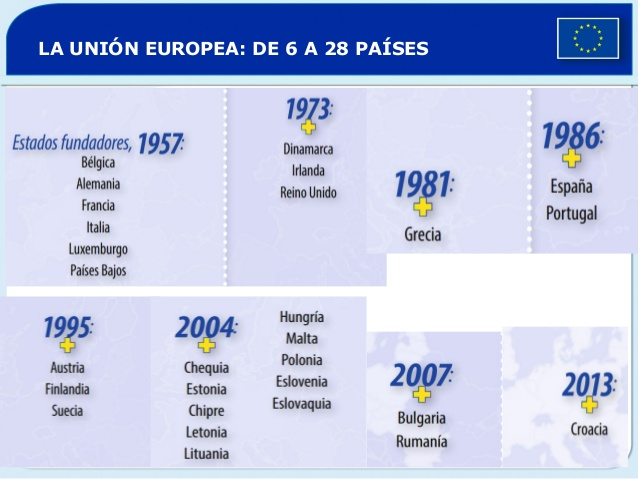 LA UNIÓN EUROPEA: DE 6 A 28 PAÍSES
Estados fundadores, 1957:
Bélgica
Alemania
Francia
Italia
Luxemburgo
Países Bajos
1973:
Dinamarca
Irlanda
Reino Unido
1981:
Grecia
1986:
España
Portugal
1995:
Austria
Finlandia
Suecia
2004:
Chequia
Estonia
Chipre
Letonia
Lituania
Hungría
Malta
Polonia
Eslovenia
Eslovaquia
2007:
Bulgaria
Rumanía
2013:
Croacia